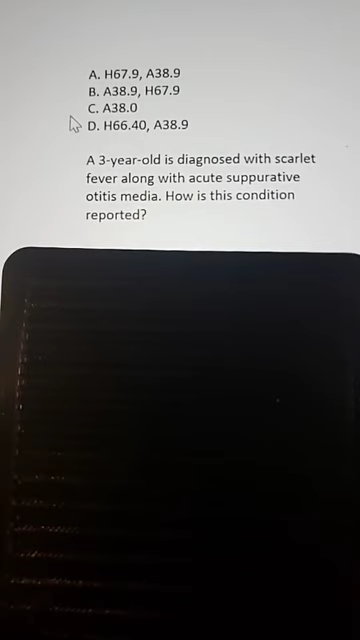 A. H67.9, A38.9
B. A38.9, H67.9
C. A38.0
D. H66.40, A38.9
A 3-year-old is diagnosed with scarlet
fever along with acute suppurative
otitis media. How is this condition
reported?